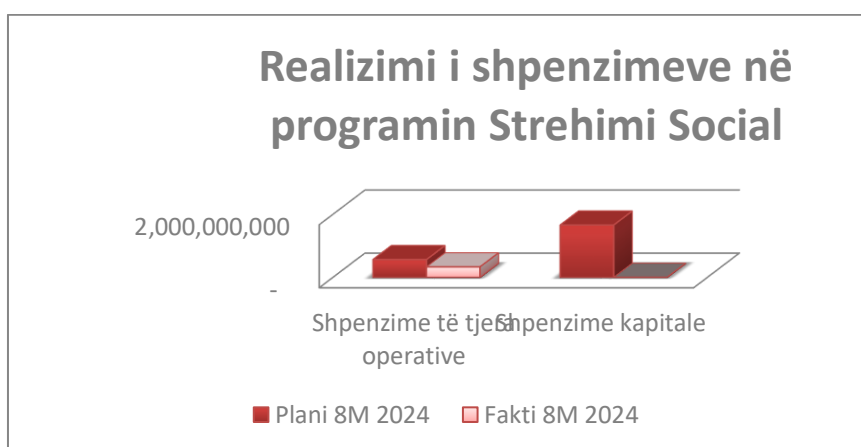 Realizimi i shpenzimeve në
programin Strehimi Social
2,000,000,000
-
Shpenzime të tjera
operative
Shpenzime kapitale
Plani 8M 2024
Fakti 8M 2024